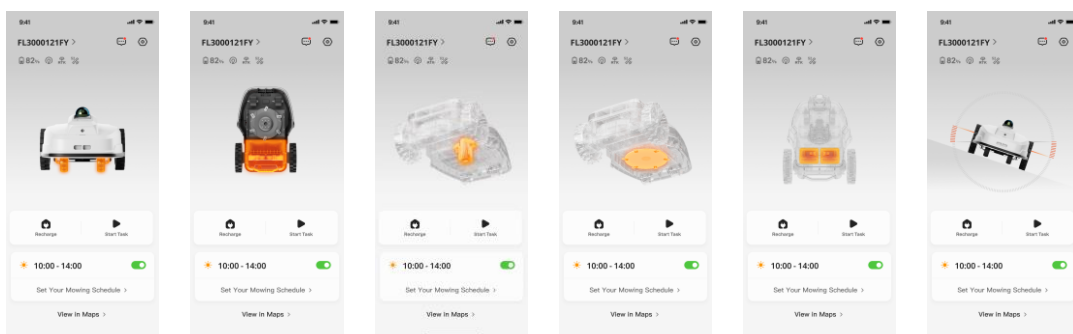 9:41
FL3000121FY >
82%
Recharge
Start Task
10:00 - 14:00
Set Your Mowing Schedule >
View in Maps >
9:41
FL3000121FY >
82%
Recharge
Start Task
10:00 - 14:00
Set Your Mowing Schedule >
View in Maps >
9:41
FL3000121FY >
82%
Recharge
Start Task
10:00 - 14:00
Set Your Mowing Schedule >
View in Maps >
9:41
FL3000121FY >
82%
Recharge
Start Task
10:00 - 14:00
Set Your Mowing Schedule >
View in Maps >
9:41
FL3000121FY >
82%
Recharge
Start Task
10:00 - 14:00
Set Your Mowing Schedule >
View in Maps >
9:41
FL3000121FY >
82%
Recharge
Start Task
10:00 - 14:00
Set Your Mowing Schedule >
View in Maps >